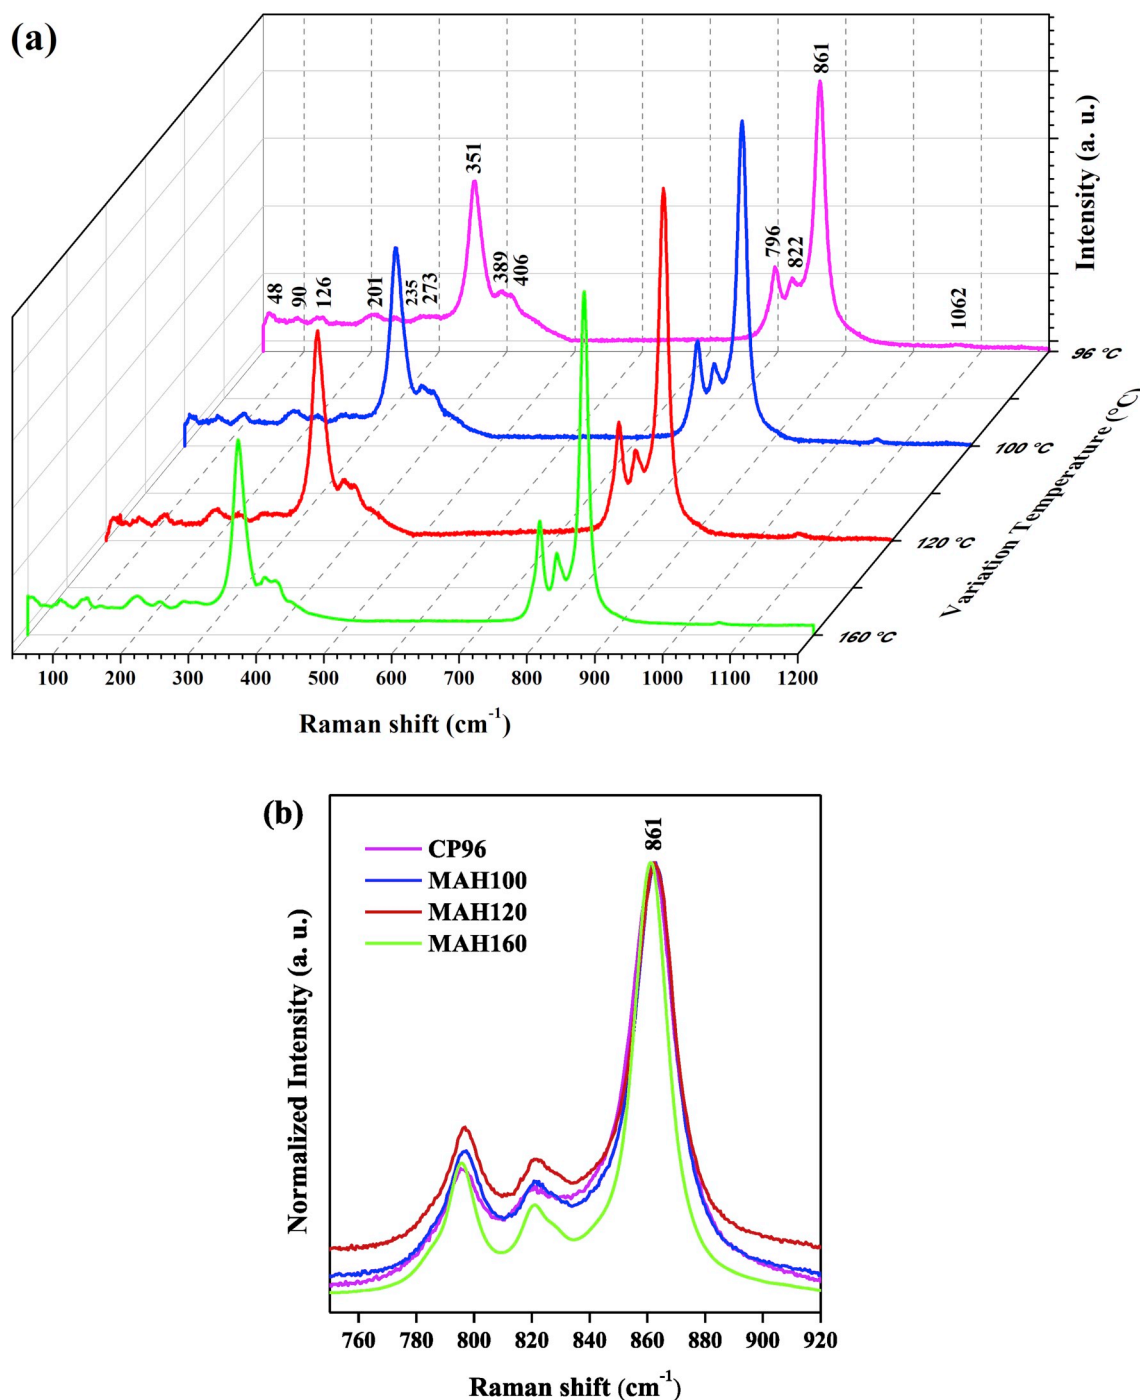 (a)
861
351
796
822
389
406
48
90
126
201
235
273
1062
Intensity (a. u.)
96 °C
100 °C
120 °C
160 °C
Variation Temperature (°C)
100 200 300 400 500 600 700 800 900 1000 1100 1200
Raman shift (cm-1)
(b)
861
CP96
MAH100
MAH120
MAH160
Normalized Intensity (a. u.)
760 780 800 820 840 860 880 900 920
Raman shift (cm-1)